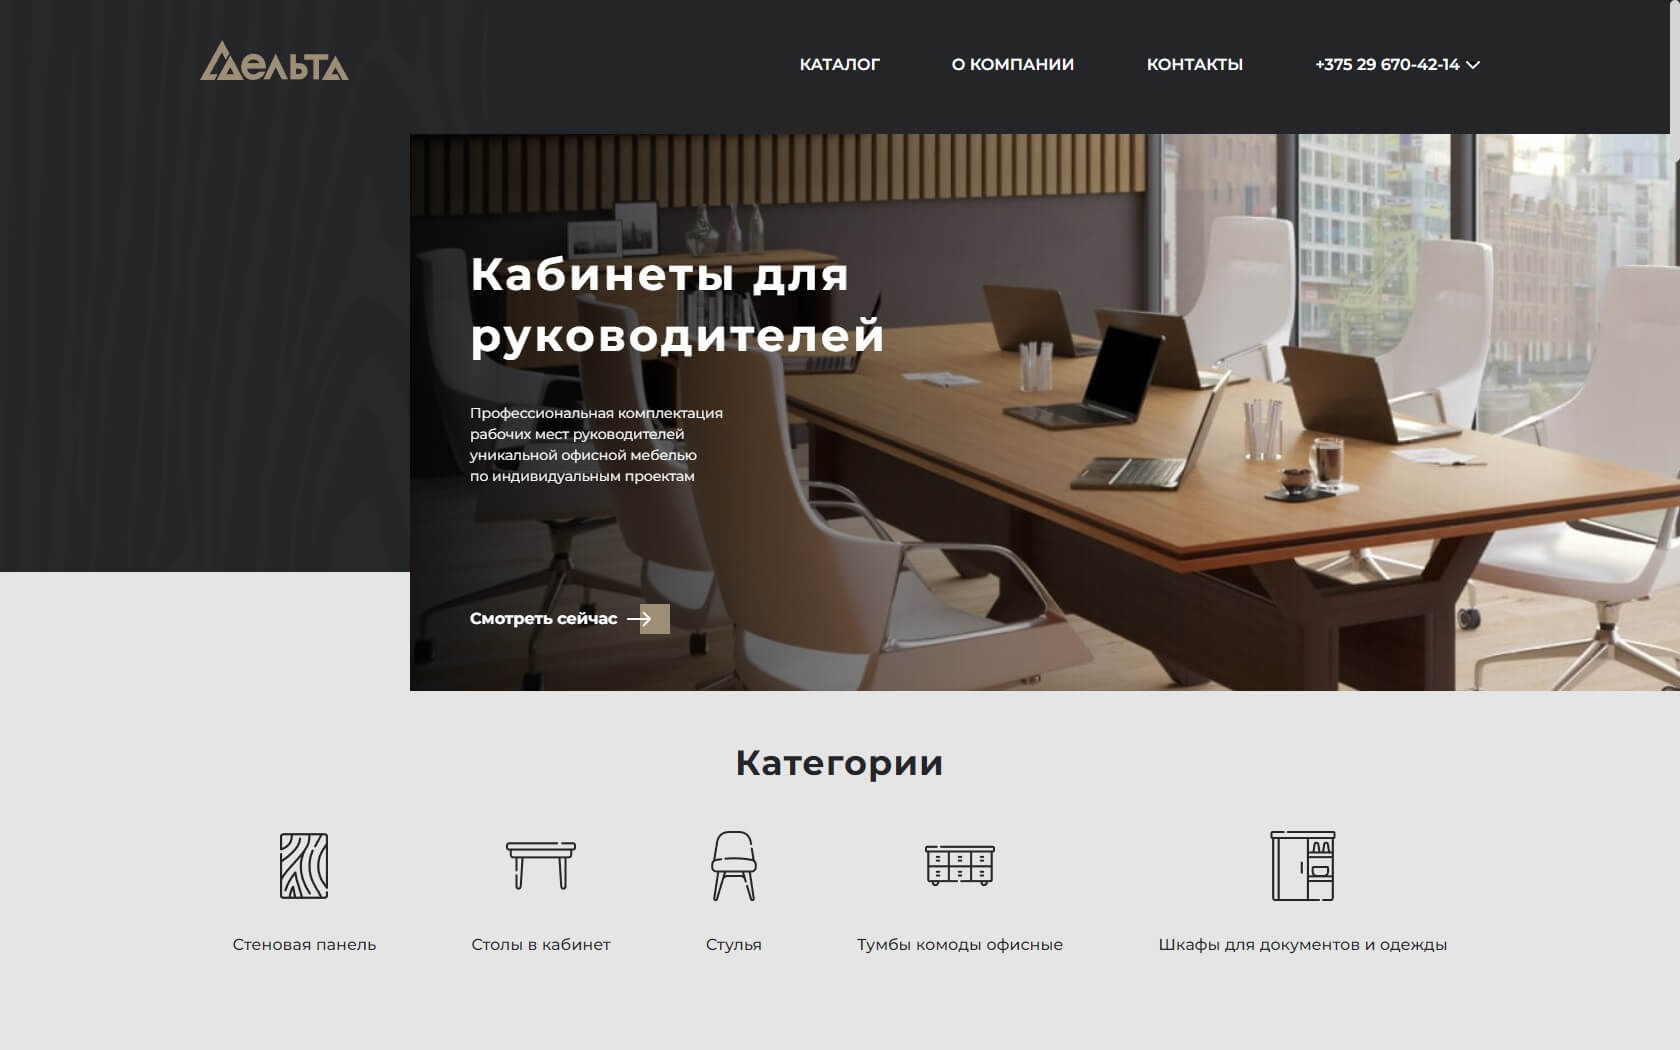 Дельта
КАТАЛОГ
О КОМПАНИИ
КОНТАКТЫ
+375 29 670-42-14
Кабинеты для
руководителей
Профессиональная комплектация
рабочих мест руководителей
уникальной офисной мебелью
по индивидуальным проектам
Смотреть сейчас
Категории
Стеновая панель
Столы в кабинет
Стулья
Тумбы комоды офисные
Шкафы для документов и одежды